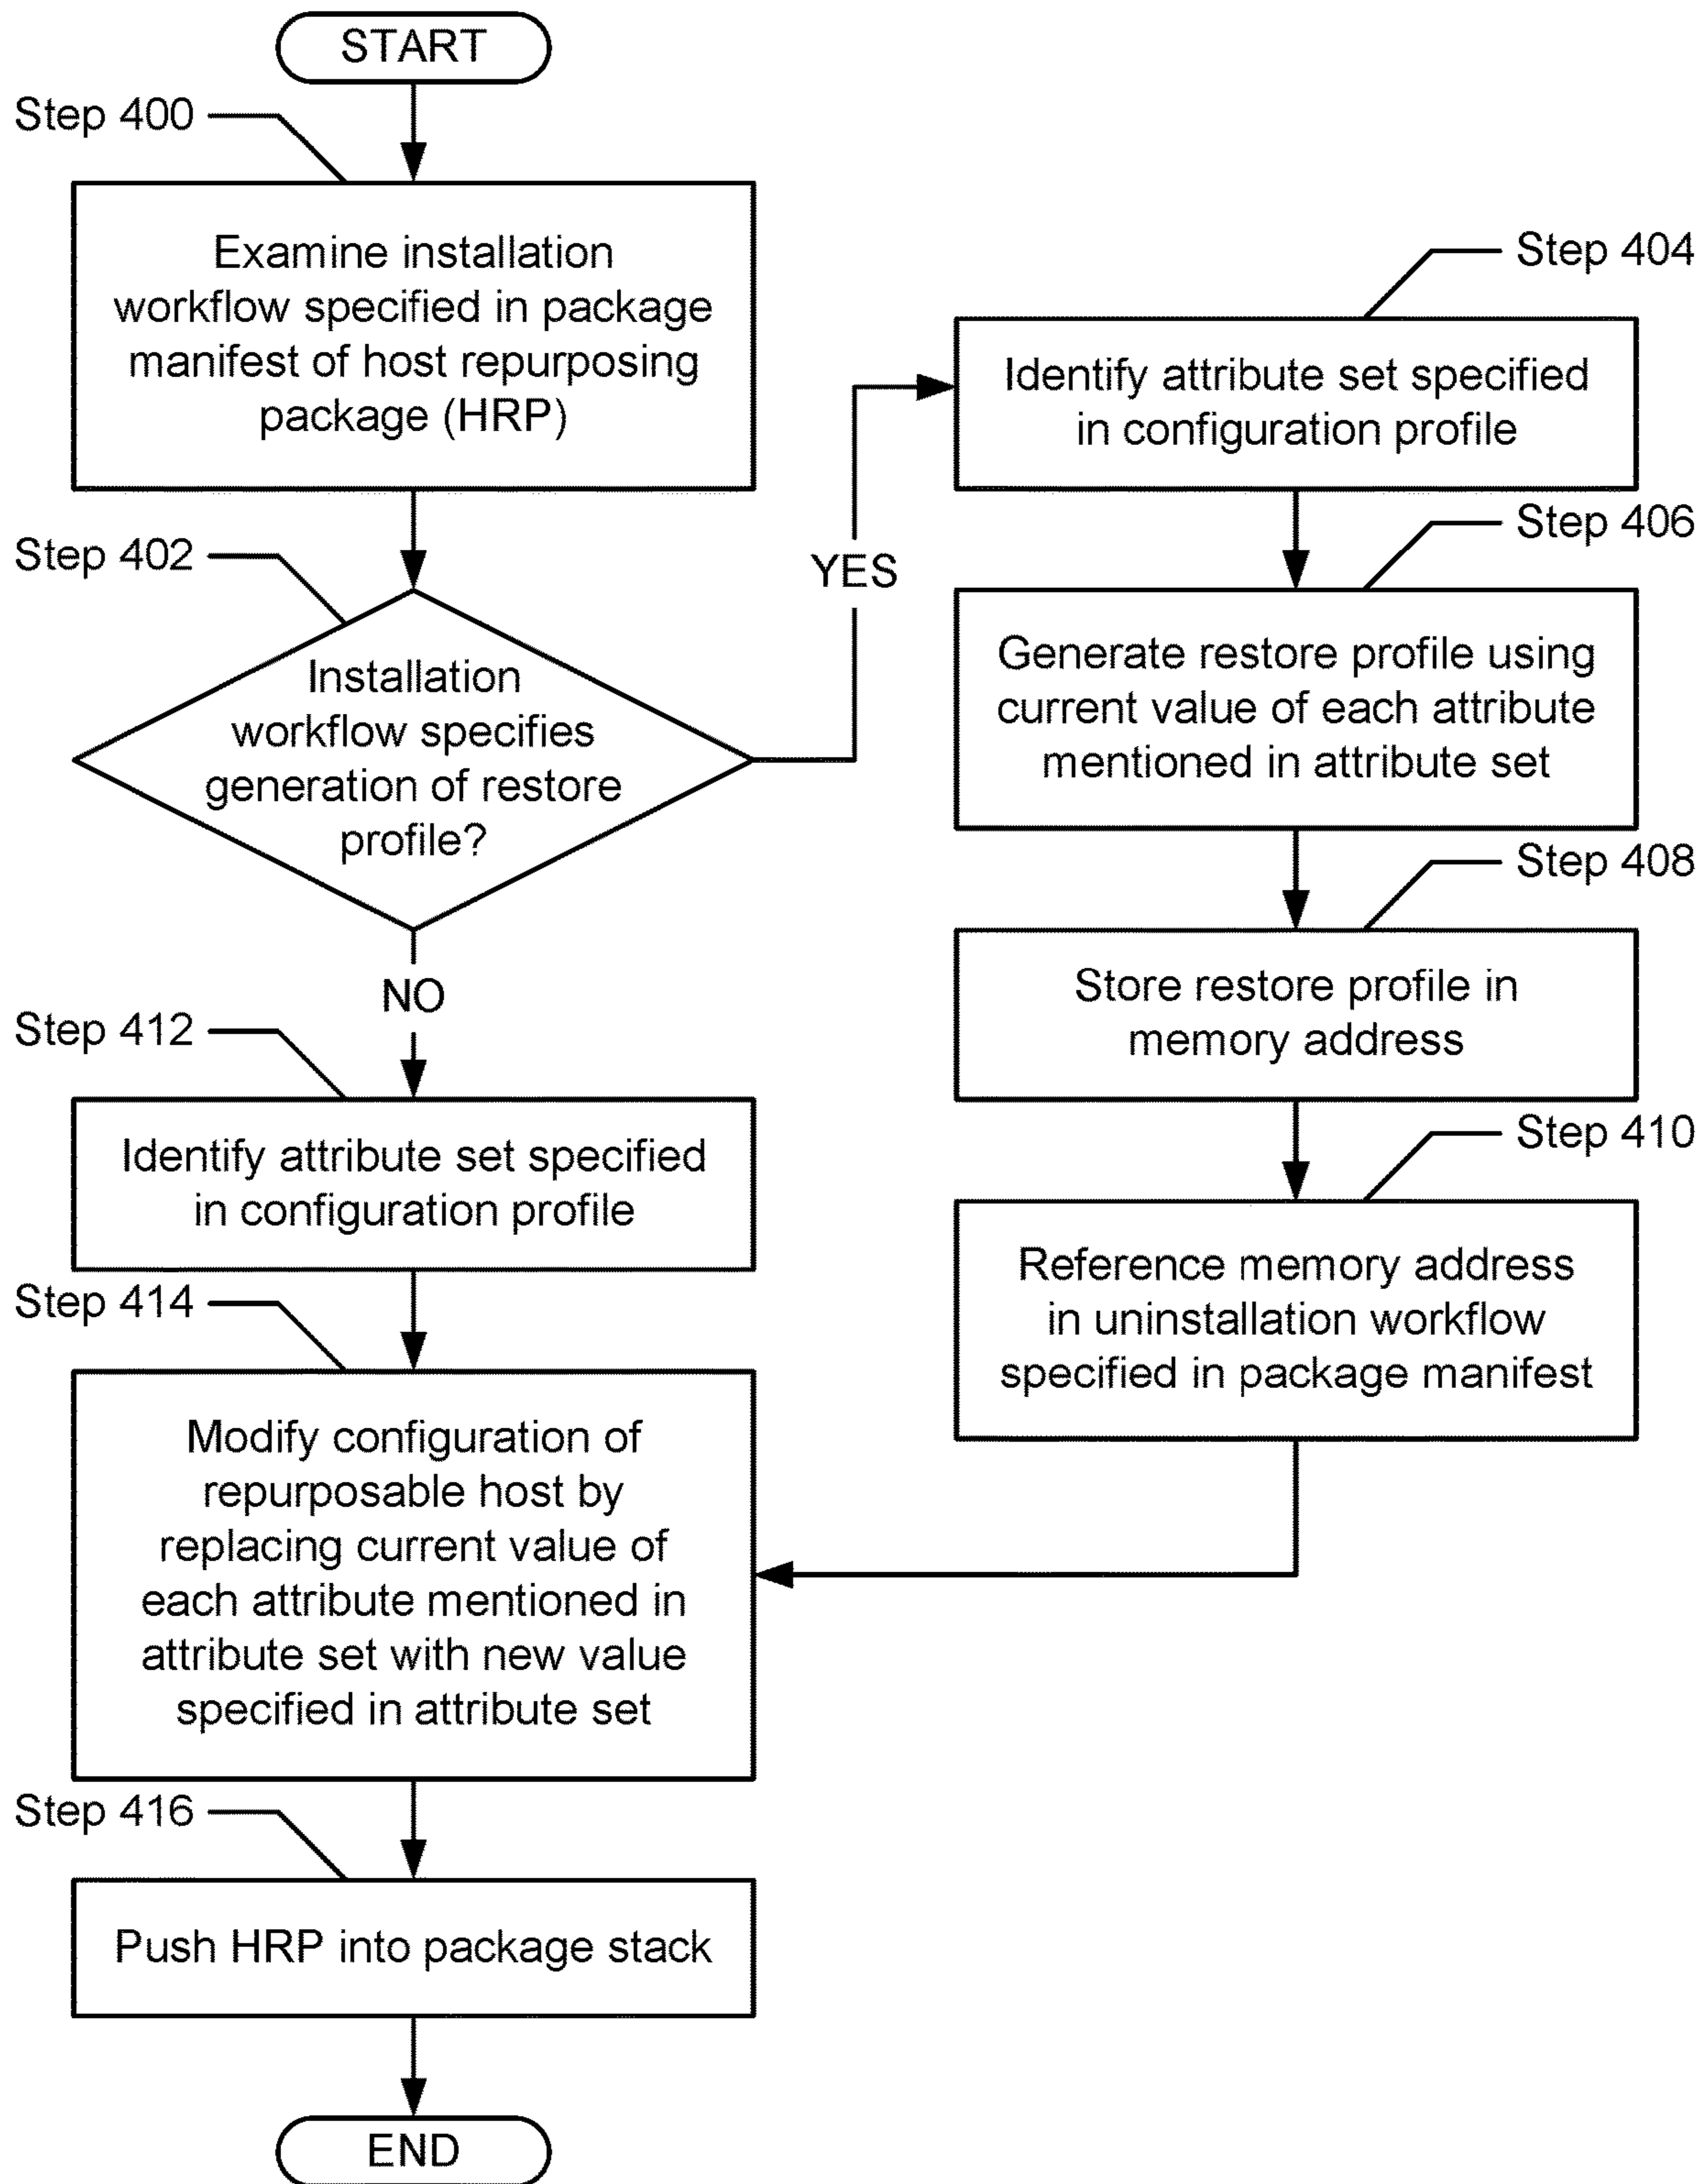 START
Step 400
Examine installation
workflow specified in package
manifest of host repurposing
package (HRP)
Step 402
Installation
workflow specifies
generation of restore
profile?
YES
Step 404
Identify attribute set specified
in configuration profile
Step 406
Generate restore profile using
current value of each attribute
mentioned in attribute set
Step 408
Store restore profile in
memory address
Step 410
Reference memory address
in uninstallation workflow
specified in package manifest
NO
Step 412
Identify attribute set specified
in configuration profile
Step 414
Modify configuration of
repurposable host by
replacing current value of
each attribute mentioned in
attribute set with new value
specified in attribute set
Step 416
Push HRP into package stack
END